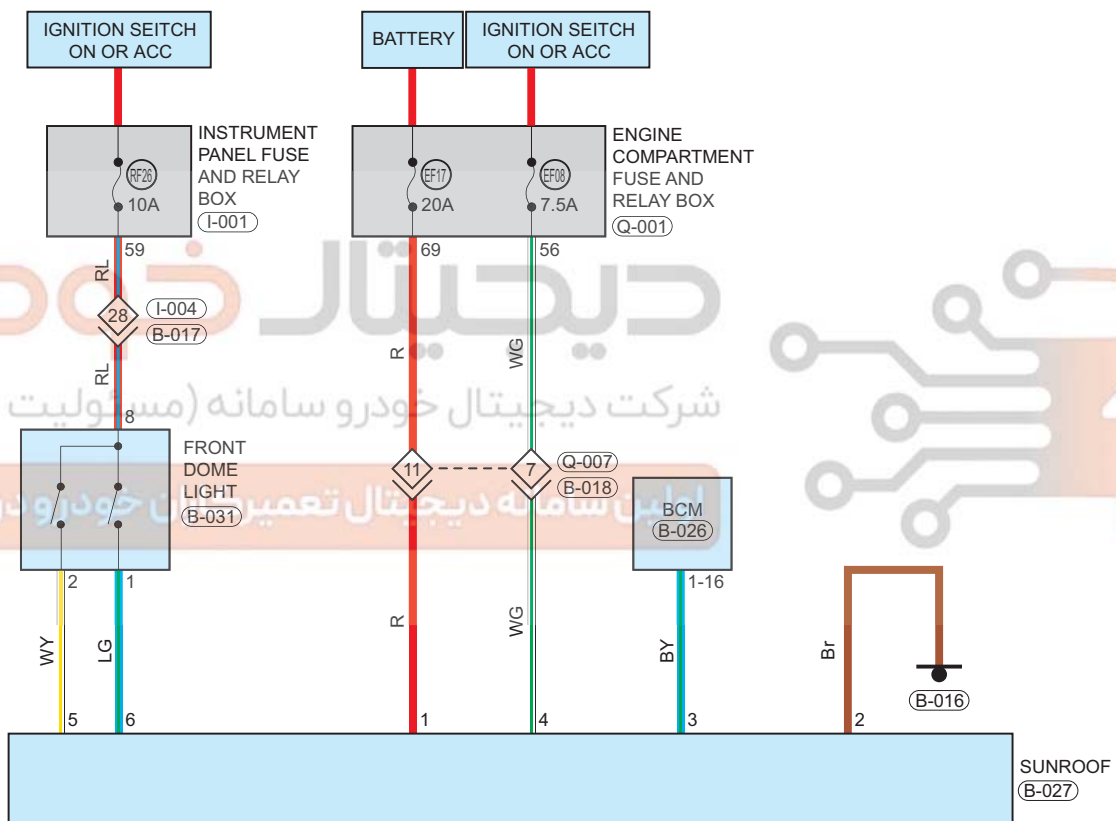 IGNITION SEITCH
ON OR ACC
BATTERY
IGNITION SEITCH
ON OR ACC
INSTRUMENT
PANEL FUSE
AND RELAY
BOX
I-001
RF26
10A
EF17
20A
EF08
7.5A
ENGINE
COMPARTMENT
FUSE AND
RELAY BOX
Q-001
59
69
56
RL
28
I-004
B-017
RL
R
WG
دیجیتال خودرو
شرکت دیجیتال خودرو سامانه (مسئولیت
8
FRONT
DOME
LIGHT
B-031
11
7
Q-007
B-018
اولین سامانه دیجیتال تعمیرکاران خودرو در
BCM
B-026
2
1
1-16
WY
LG
R
WG
BY
Br
B-016
5
6
1
4
3
2
SUNROOF
B-027